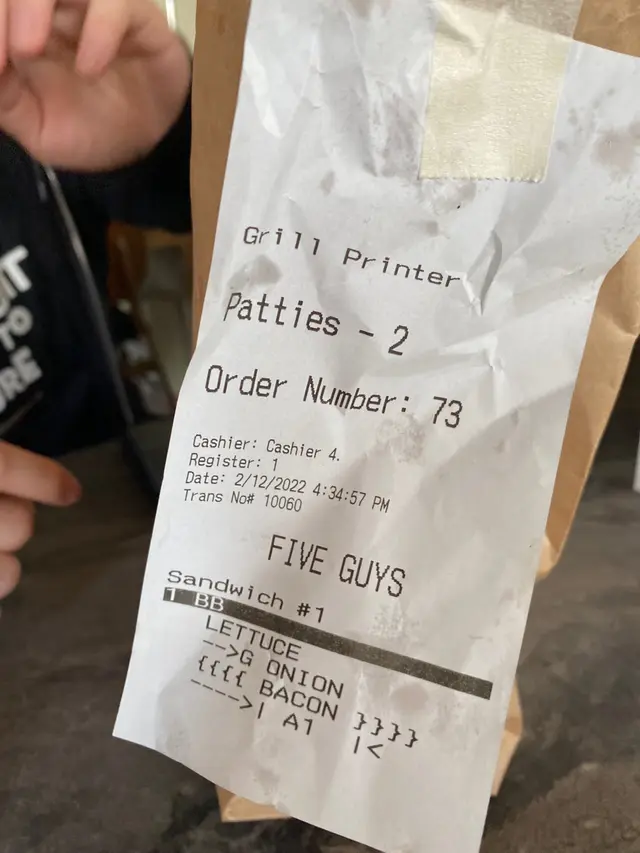 Grill Printer
Patties - 2
Order Number: 73
Cashier: Cashier 4.
Register: 1
Date: 2/12/2022 4:34:57 PM
Trans No# 10060
FIVE GUYS
Sandwich #1
1 BB
LETTUCE
-->G ONION
{{{{ BACON }}}}
---->| A1 |<
TO